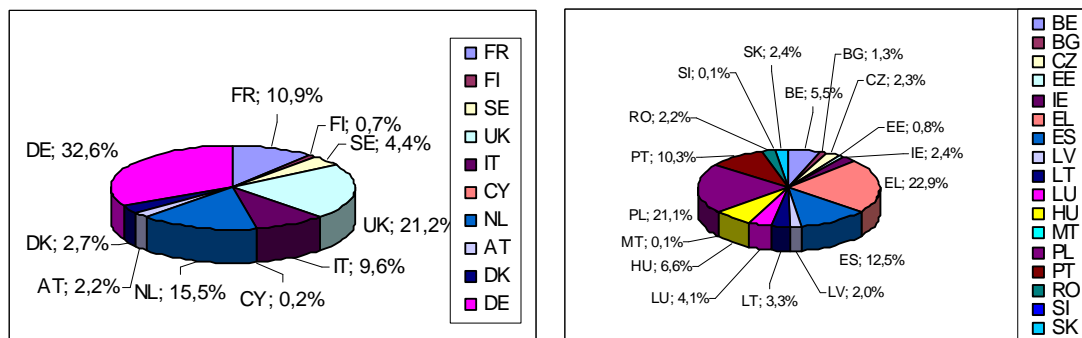 FR; 10,9%
FI; 0,7%
SE; 4,4%
UK; 21,2%
IT; 9,6%
CY; 0,2%
NL; 15,5%
AT; 2,2%
DK; 2,7%
DE; 32,6%
FR
FI
SE
UK
IT
CY
NL
AT
DK
DE
BE; 5,5%
BG; 1,3%
CZ; 2,3%
EE; 0,8%
IE; 2,4%
EL; 22,9%
ES; 12,5%
LV; 2,0%
LT; 3,3%
LU; 4,1%
HU; 6,6%
MT; 0,1%
PL; 21,1%
PT; 10,3%
RO; 2,2%
SI; 0,1%
SK; 2,4%
BE
BG
CZ
EE
IE
EL
ES
LV
LT
LU
HU
MT
PL
PT
RO
SI
SK